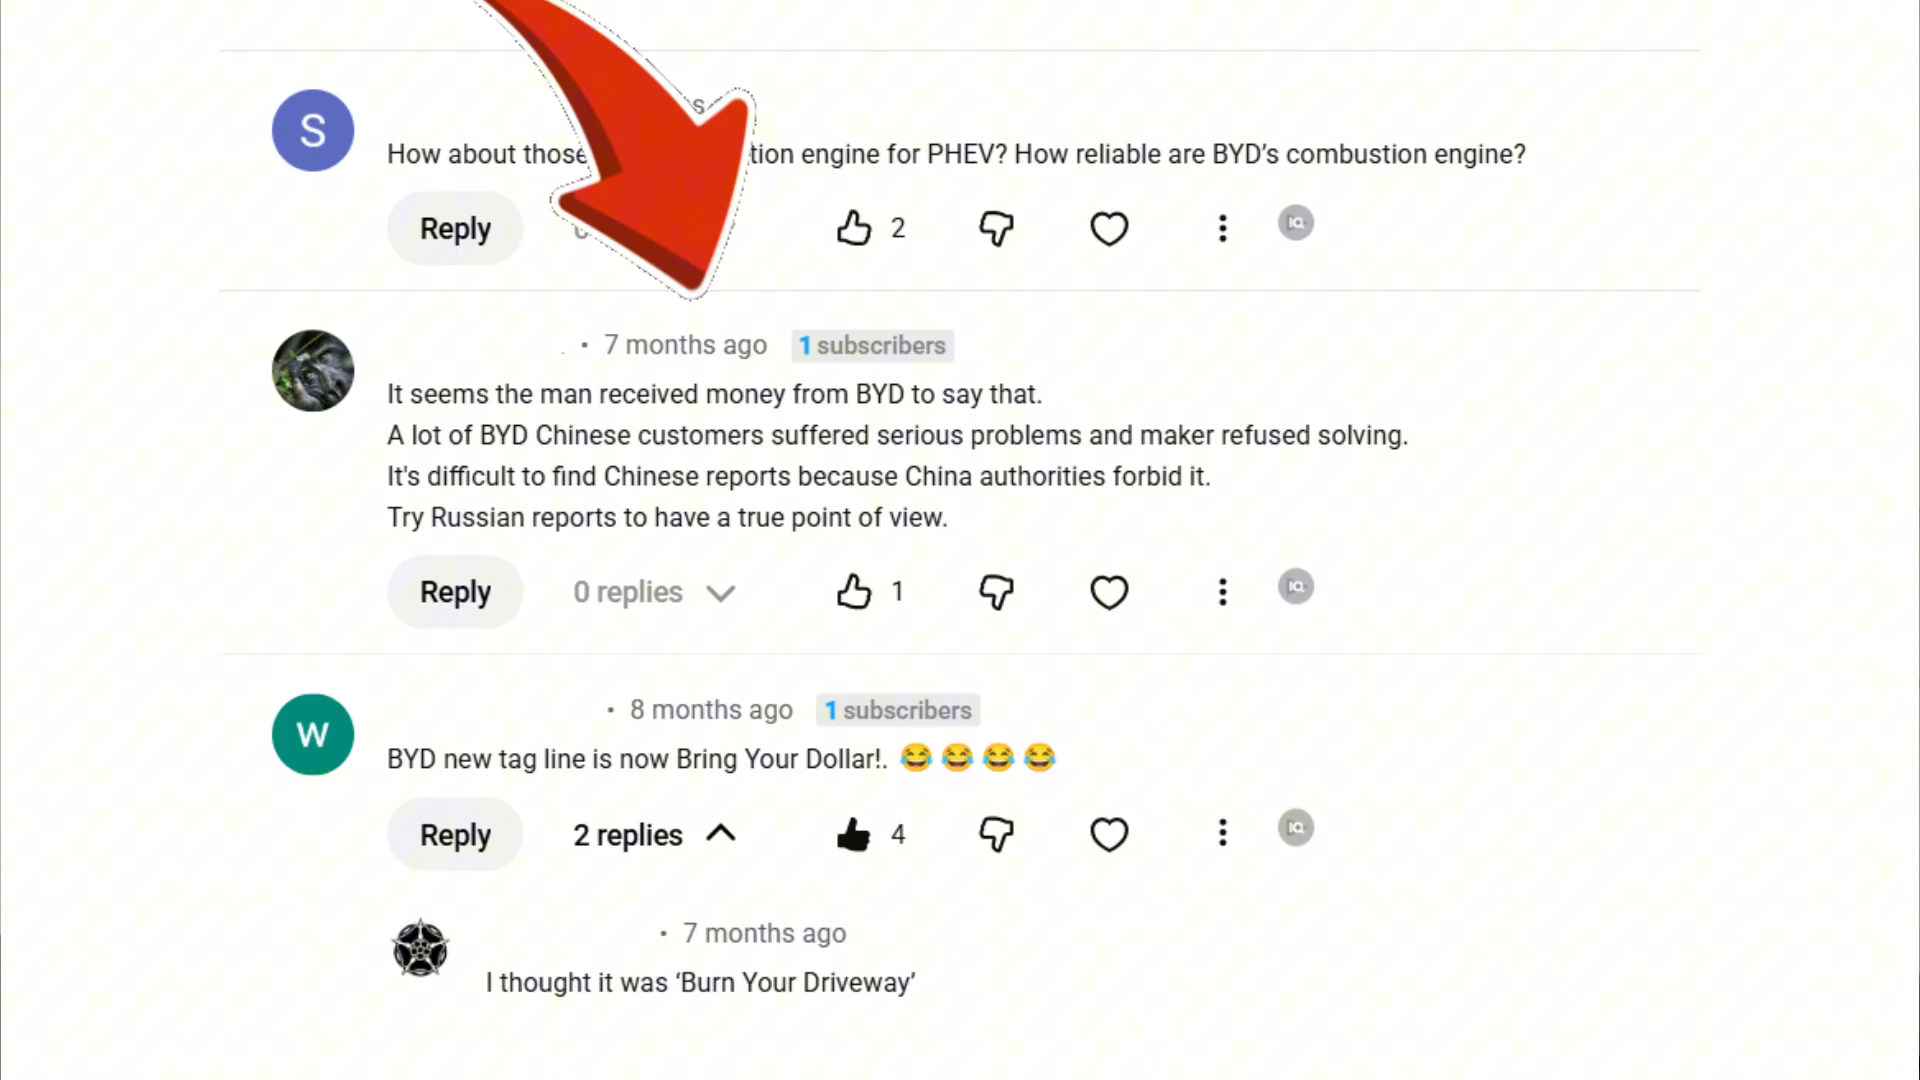 S
s
How about those tion engine for PHEV? How reliable are BYD’s combustion engine?
Reply 2
• 7 months ago 1 subscribers
It seems the man received money from BYD to say that.
A lot of BYD Chinese customers suffered serious problems and maker refused solving.
It's difficult to find Chinese reports because China authorities forbid it.
Try Russian reports to have a true point of view.
Reply 0 replies 1
W
• 8 months ago 1 subscribers
BYD new tag line is now Bring Your Dollar!. 😂 😂 😂 😂
Reply 2 replies 4
• 7 months ago
I thought it was ‘Burn Your Driveway’